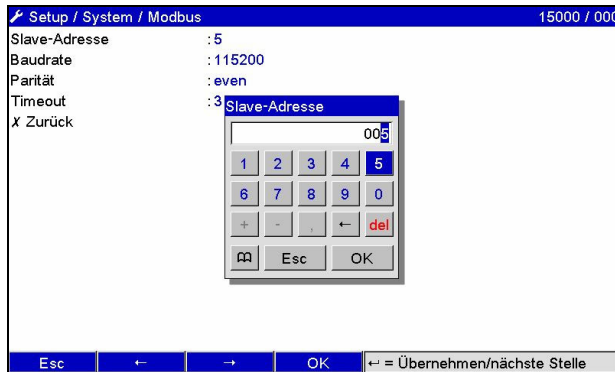 Setup / System / Modbus 15000 / 000
Slave-Adresse :5
Baudrate :115200
Parität :even
Timeout :3
X Zurück
Slave-Adresse
005
1 2 3 4 5
6 7 8 9 0
+ - , ← del
Esc OK
Esc ← → OK ↵ = Übernehmen/nächste Stelle